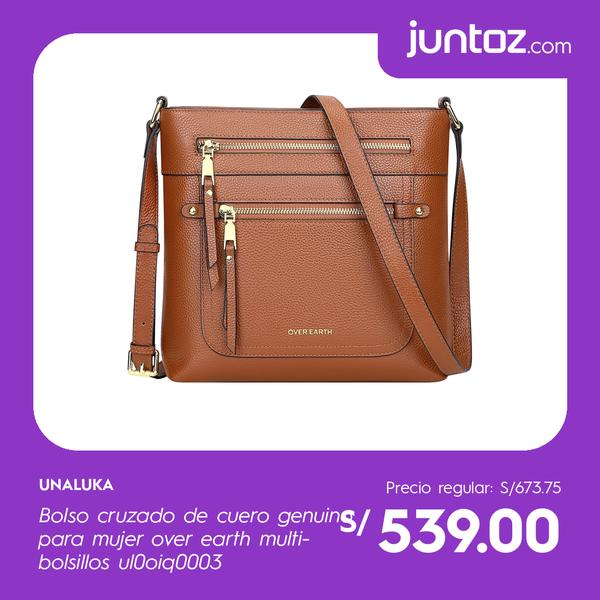 juntoz.com
OVER EARTH
UNALUKA
Precio regular: S/673.75
Bolso cruzado de cuero genuino
para mujer over earth multi-
bolsillos ul0oiq0003
S/ 539.00